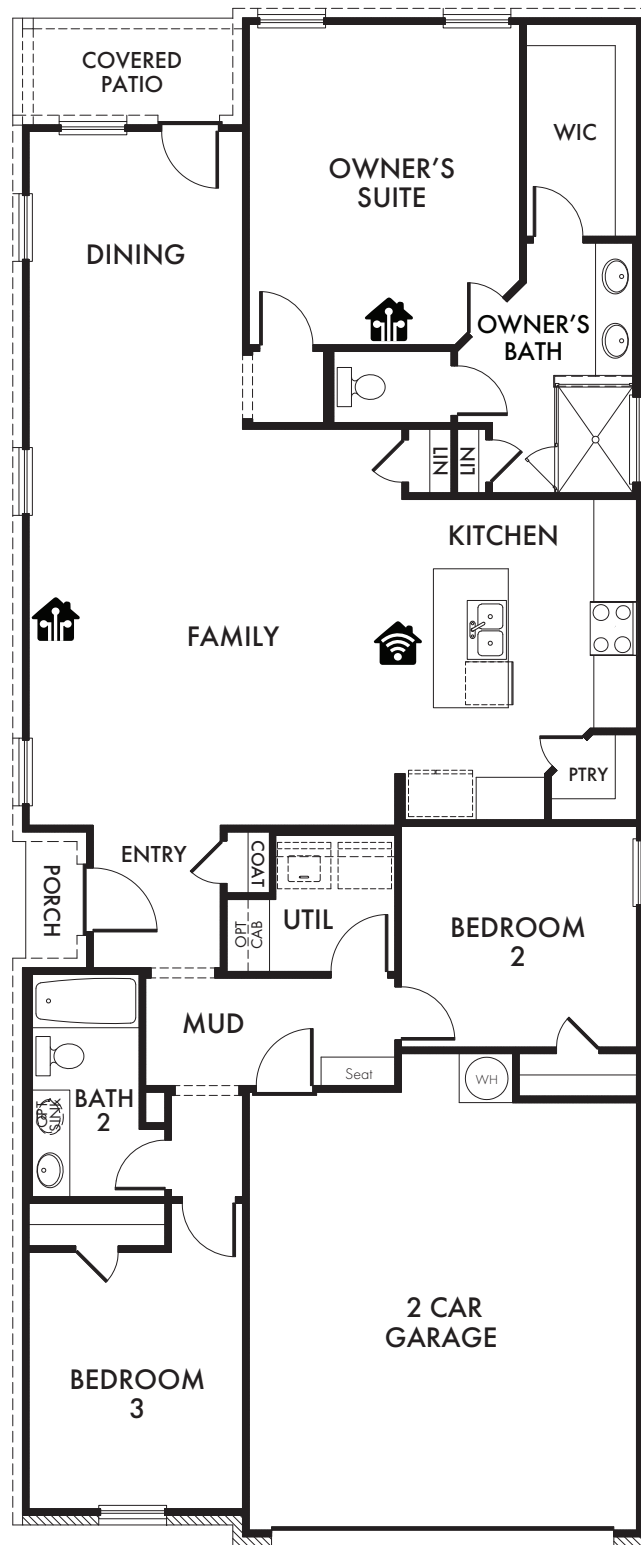 COVERED
PATIO
WIC
OWNER'S
SUITE
DINING
OWNER'S
BATH
LIN
LIN
KITCHEN
FAMILY
PTRY
ENTRY
COAT
PORCH
OPT
CAB
UTIL
BEDROOM
2
MUD
Seat
WH
BATH
2
OPT
2 CAR
GARAGE
BEDROOM
3